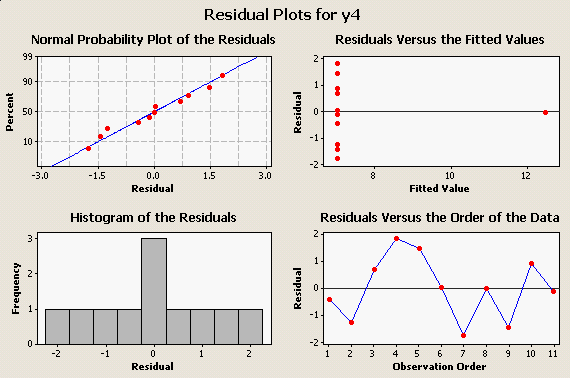 Residual Plots for y4
Normal Probability Plot of the Residuals
Percent
99
90
50
10
-3.0 -1.5 0.0 1.5 3.0
Residual
Residuals Versus the Fitted Values
Residual
2
1
0
-1
-2
8 10 12
Fitted Value
Histogram of the Residuals
Frequency
3
2
1
0
-2 -1 0 1 2
Residual
Residuals Versus the Order of the Data
Residual
2
1
0
-1
-2
1 2 3 4 5 6 7 8 9 10 11
Observation Order